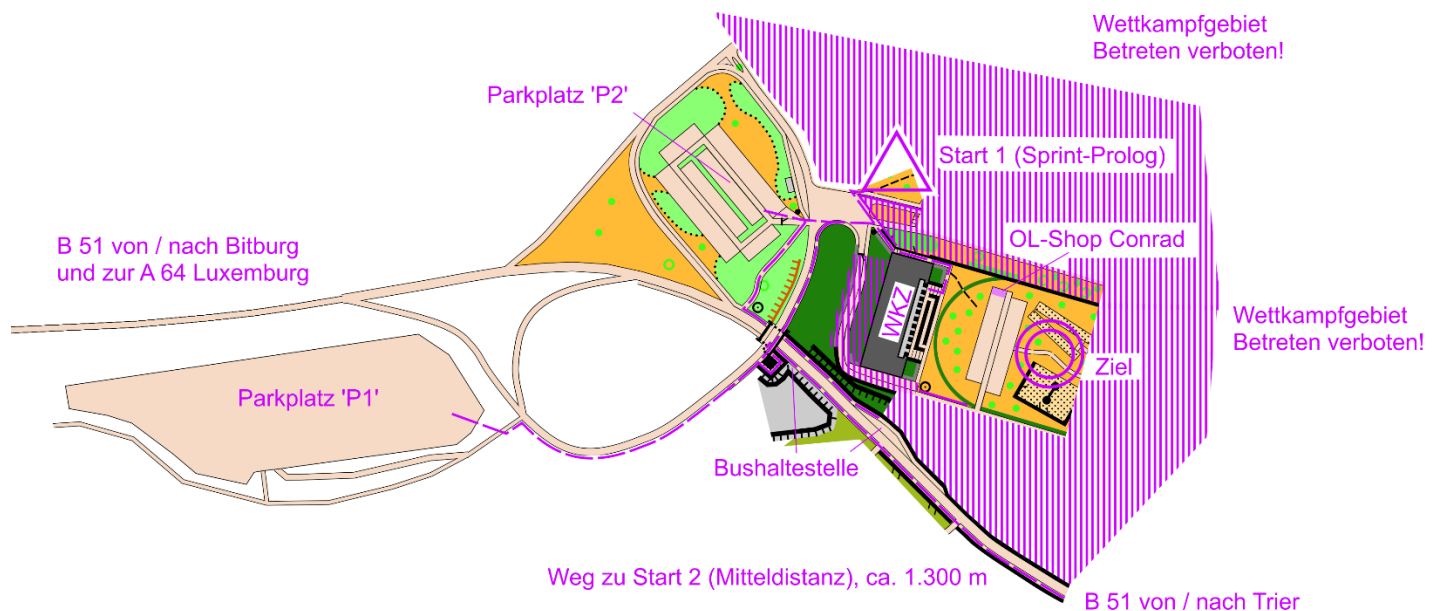 Wettkampfgebiet
Betreten verboten!
Parkplatz 'P2'
Start 1 (Sprint-Prolog)
OL-Shop Conrad
B 51 von / nach Bitburg
und zur A 64 Luxemburg
WKZ
Wettkampfgebiet
Betreten verboten!
Ziel
Parkplatz 'P1'
Bushaltestelle
Weg zu Start 2 (Mitteldistanz), ca. 1.300 m
B 51 von / nach Trier